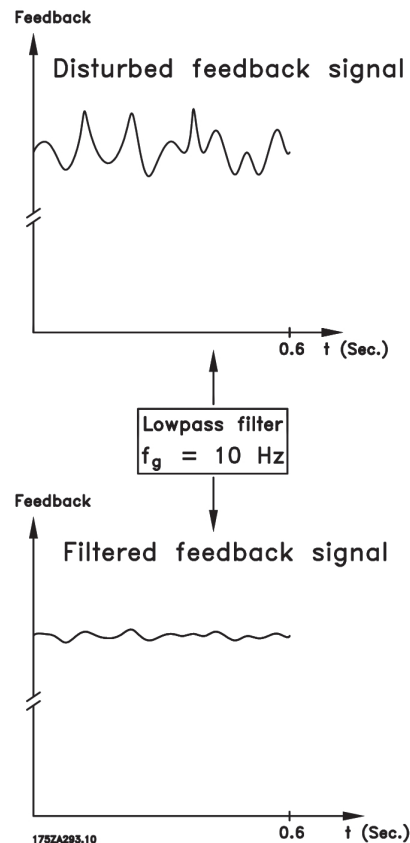 Feedback
Disturbed feedback signal
0.6 t (Sec.)
Lowpass filter
fg = 10 Hz
Feedback
Filtered feedback signal
0.6 t (Sec.)
175ZA293.10